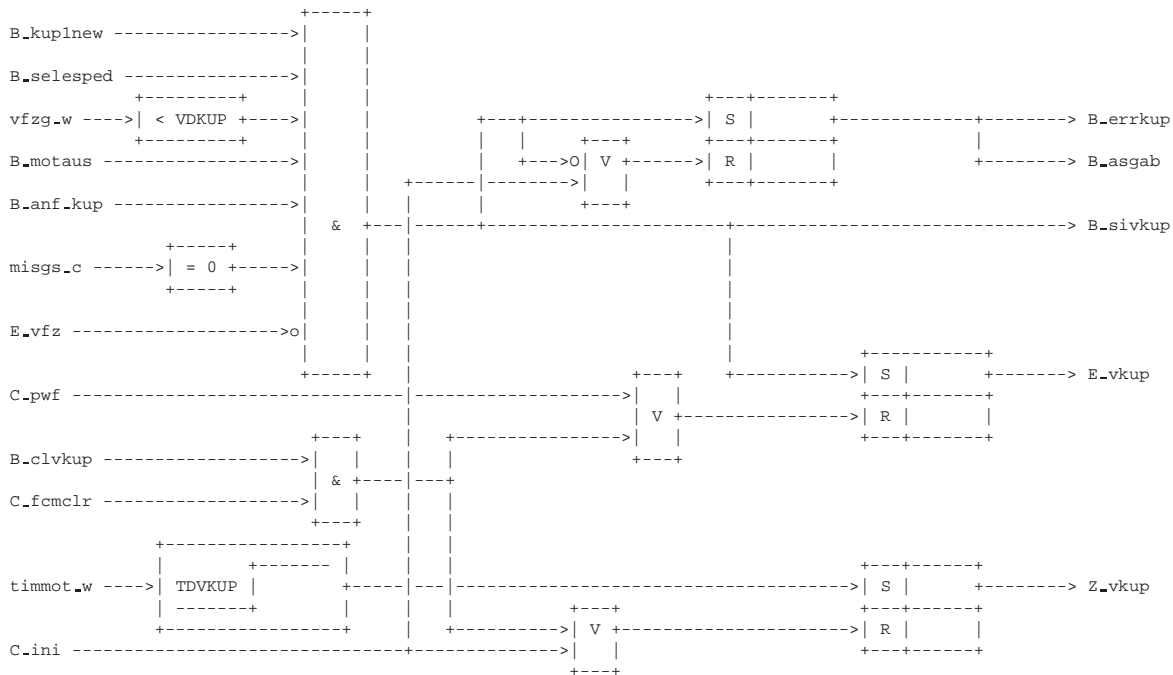 B_kup1new
B_selesped
vfzg_w < VDKUP S B_errkup
B_motaus O V R B_asgab
B_anf_kup
& B_sivkup
misgs_c = 0
E_vfz o
S E_vkup
C_pwf
V R
B_clvkup
&
C_fcmclr
timmot_w TDVKUP S Z_vkup
V R
C_ini